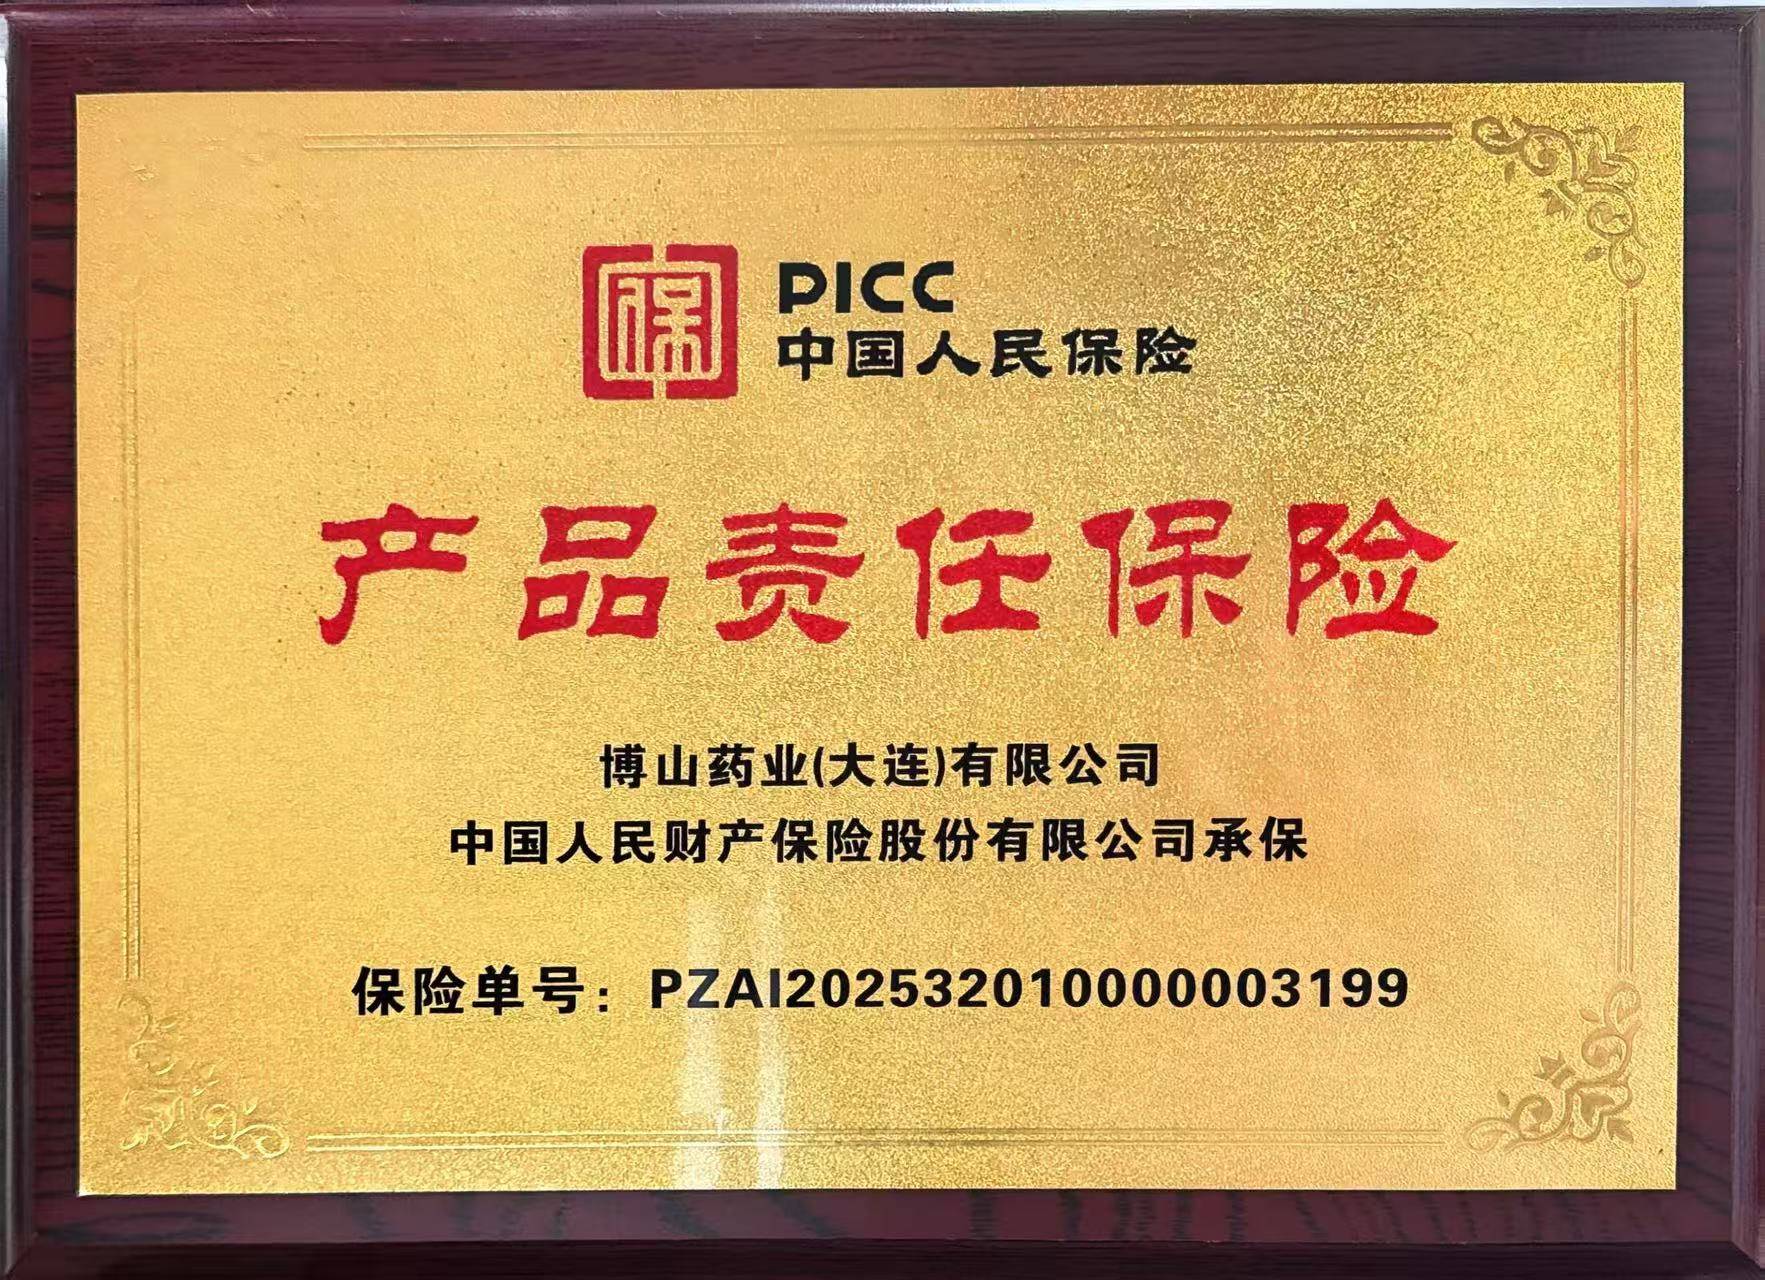 保 PICC
中国人民保险
产品责任保险
博山药业(大连)有限公司
中国人民财产保险股份有限公司承保
保险单号：PZAI202532010000003199